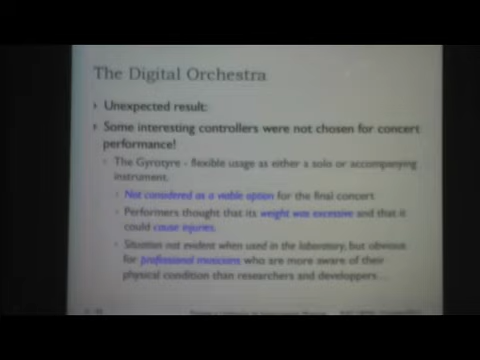 The Digital Orchestra
Unexpected result:
Some interesting controllers were not chosen for concert
performance!
The Gyrotyre - flexible usage as either a solo or accompanying
instrument.
Not considered as a viable option for the final concert
Performers thought that its weight was excessive and that it
could cause injuries.
Situation not evident when used in the laboratory, but obvious
for professional musicians who are more aware of their
physical condition than researchers and developpers...